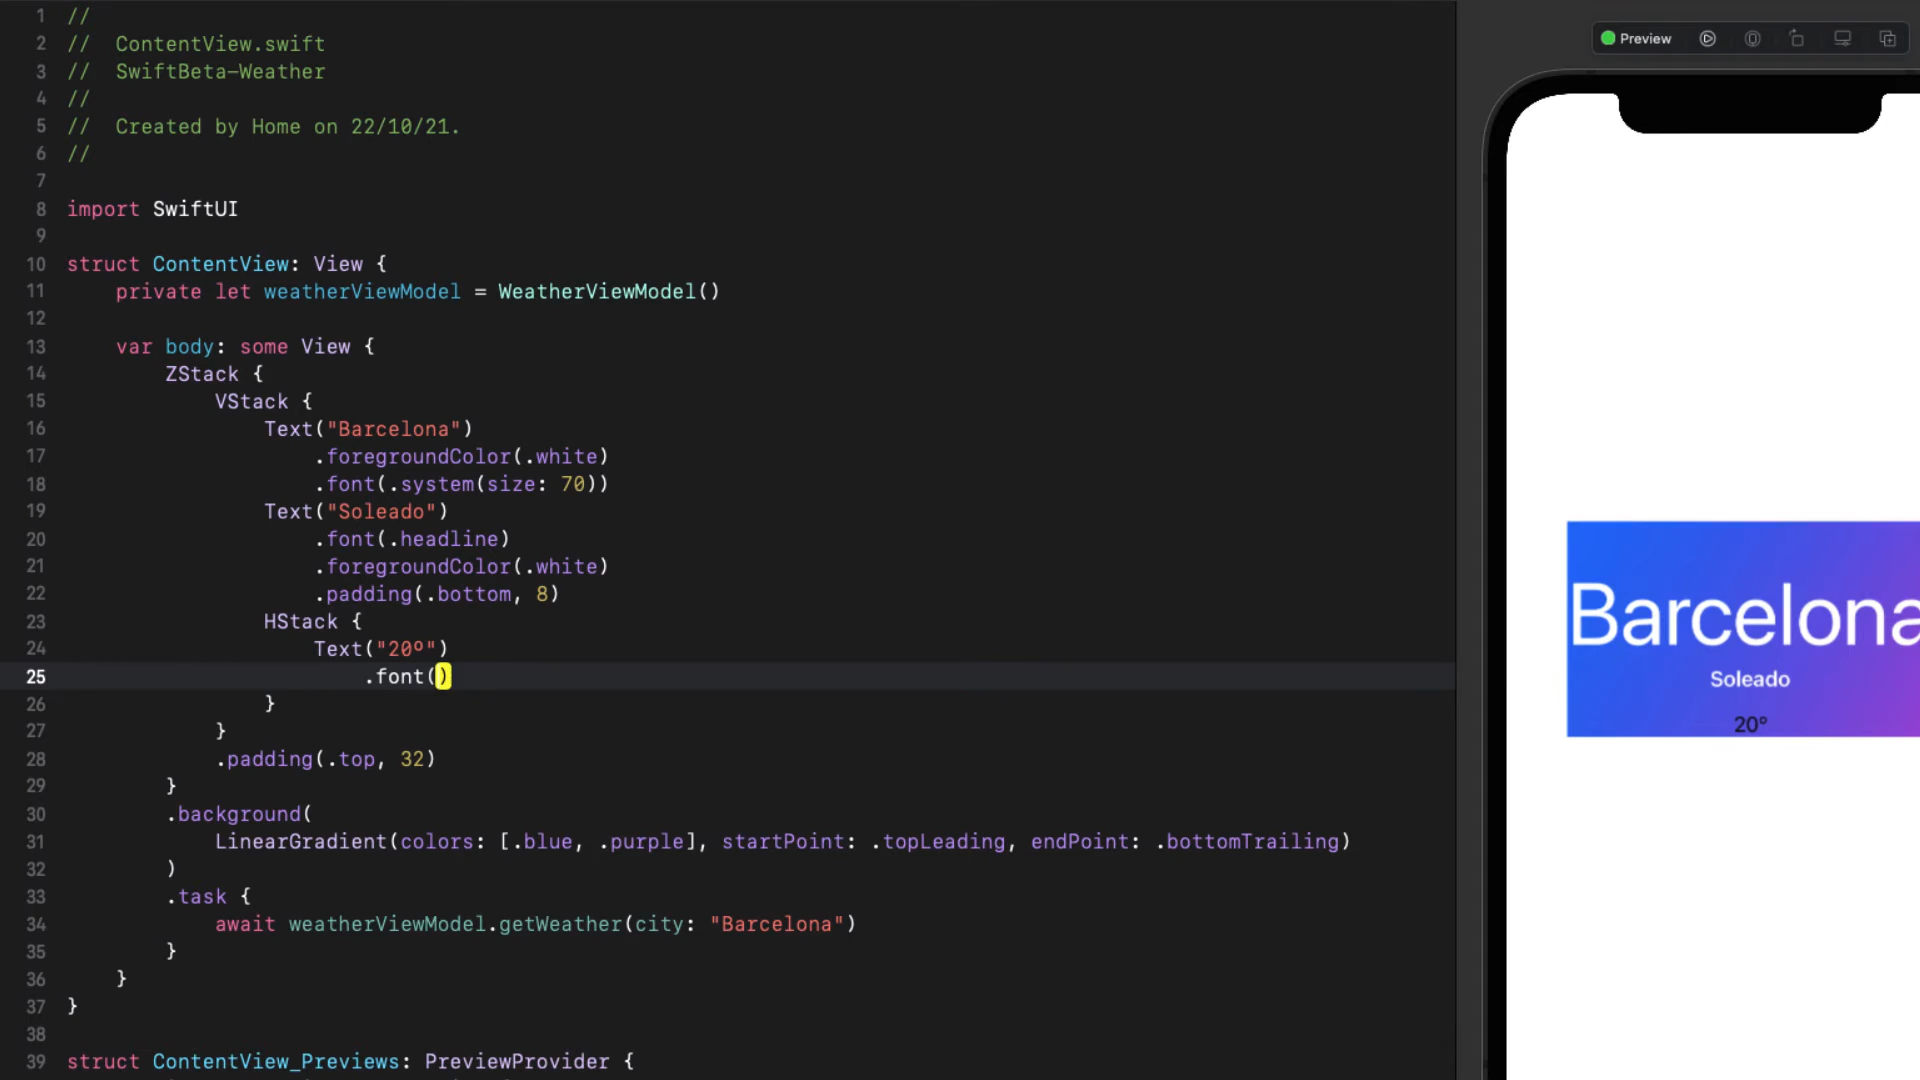 1 //
2 //  ContentView.swift
3 //  SwiftBeta-Weather
4 //
5 //  Created by Home on 22/10/21.
6 //
7
8 import SwiftUI
9
10 struct ContentView: View {
11     private let weatherViewModel = WeatherViewModel()
12
13     var body: some View {
14         ZStack {
15             VStack {
16                 Text("Barcelona")
17                     .foregroundColor(.white)
18                     .font(.system(size: 70))
19                 Text("Soleado")
20                     .font(.headline)
21                     .foregroundColor(.white)
22                     .padding(.bottom, 8)
23                 HStack {
24                     Text("20º")
25                         .font()
26                 }
27             }
28             .padding(.top, 32)
29         }
30         .background(
31             LinearGradient(colors: [.blue, .purple], startPoint: .topLeading, endPoint: .bottomTrailing)
32         )
33         .task {
34             await weatherViewModel.getWeather(city: "Barcelona")
35         }
36     }
37 }
38
39 struct ContentView_Previews: PreviewProvider {
Preview
Barcelona
Soleado
20º